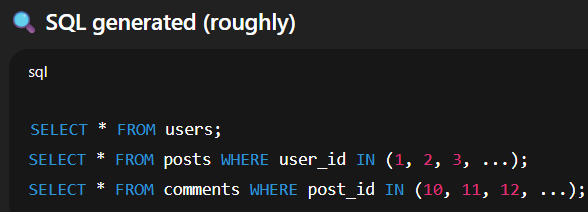 🔍 SQL generated (roughly)
sql
SELECT * FROM users;
SELECT * FROM posts WHERE user_id IN (1, 2, 3, ...);
SELECT * FROM comments WHERE post_id IN (10, 11, 12, ...);